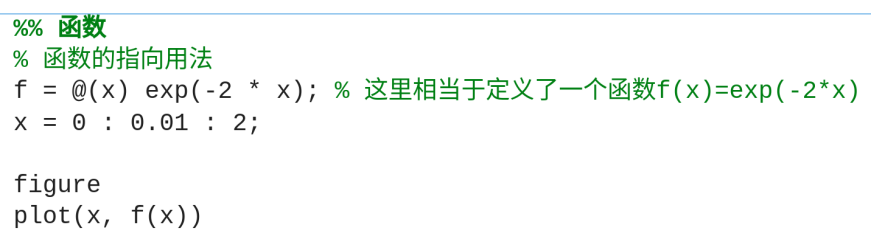 %% 函数
% 函数的指向用法
f = @(x) exp(-2 * x); % 这里相当于定义了一个函数f(x)=exp(-2*x)
x = 0 : 0.01 : 2;
figure
plot(x, f(x))